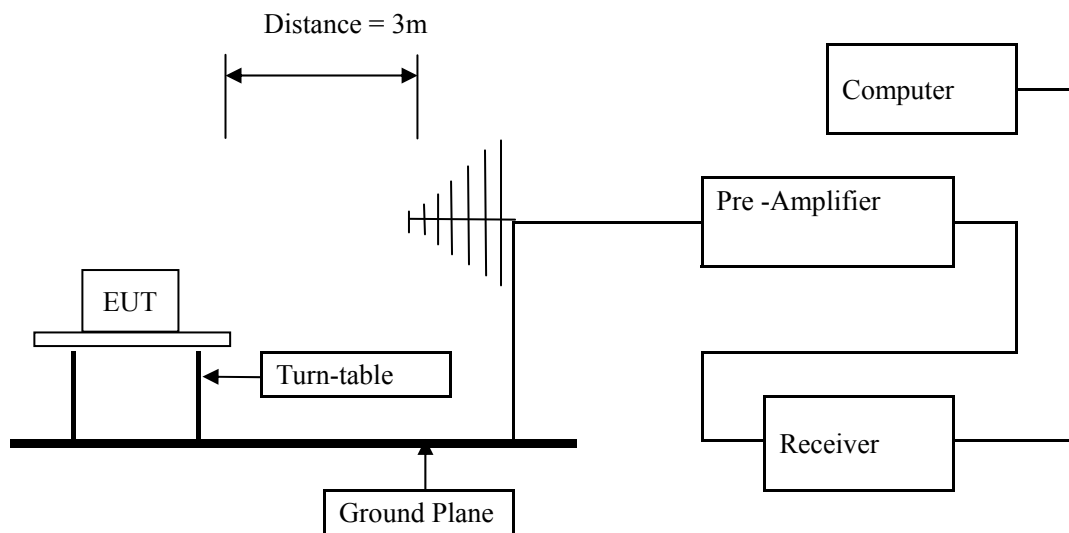 Distance = 3m
Computer
Pre -Amplifier
EUT
Turn-table
Receiver
Ground Plane